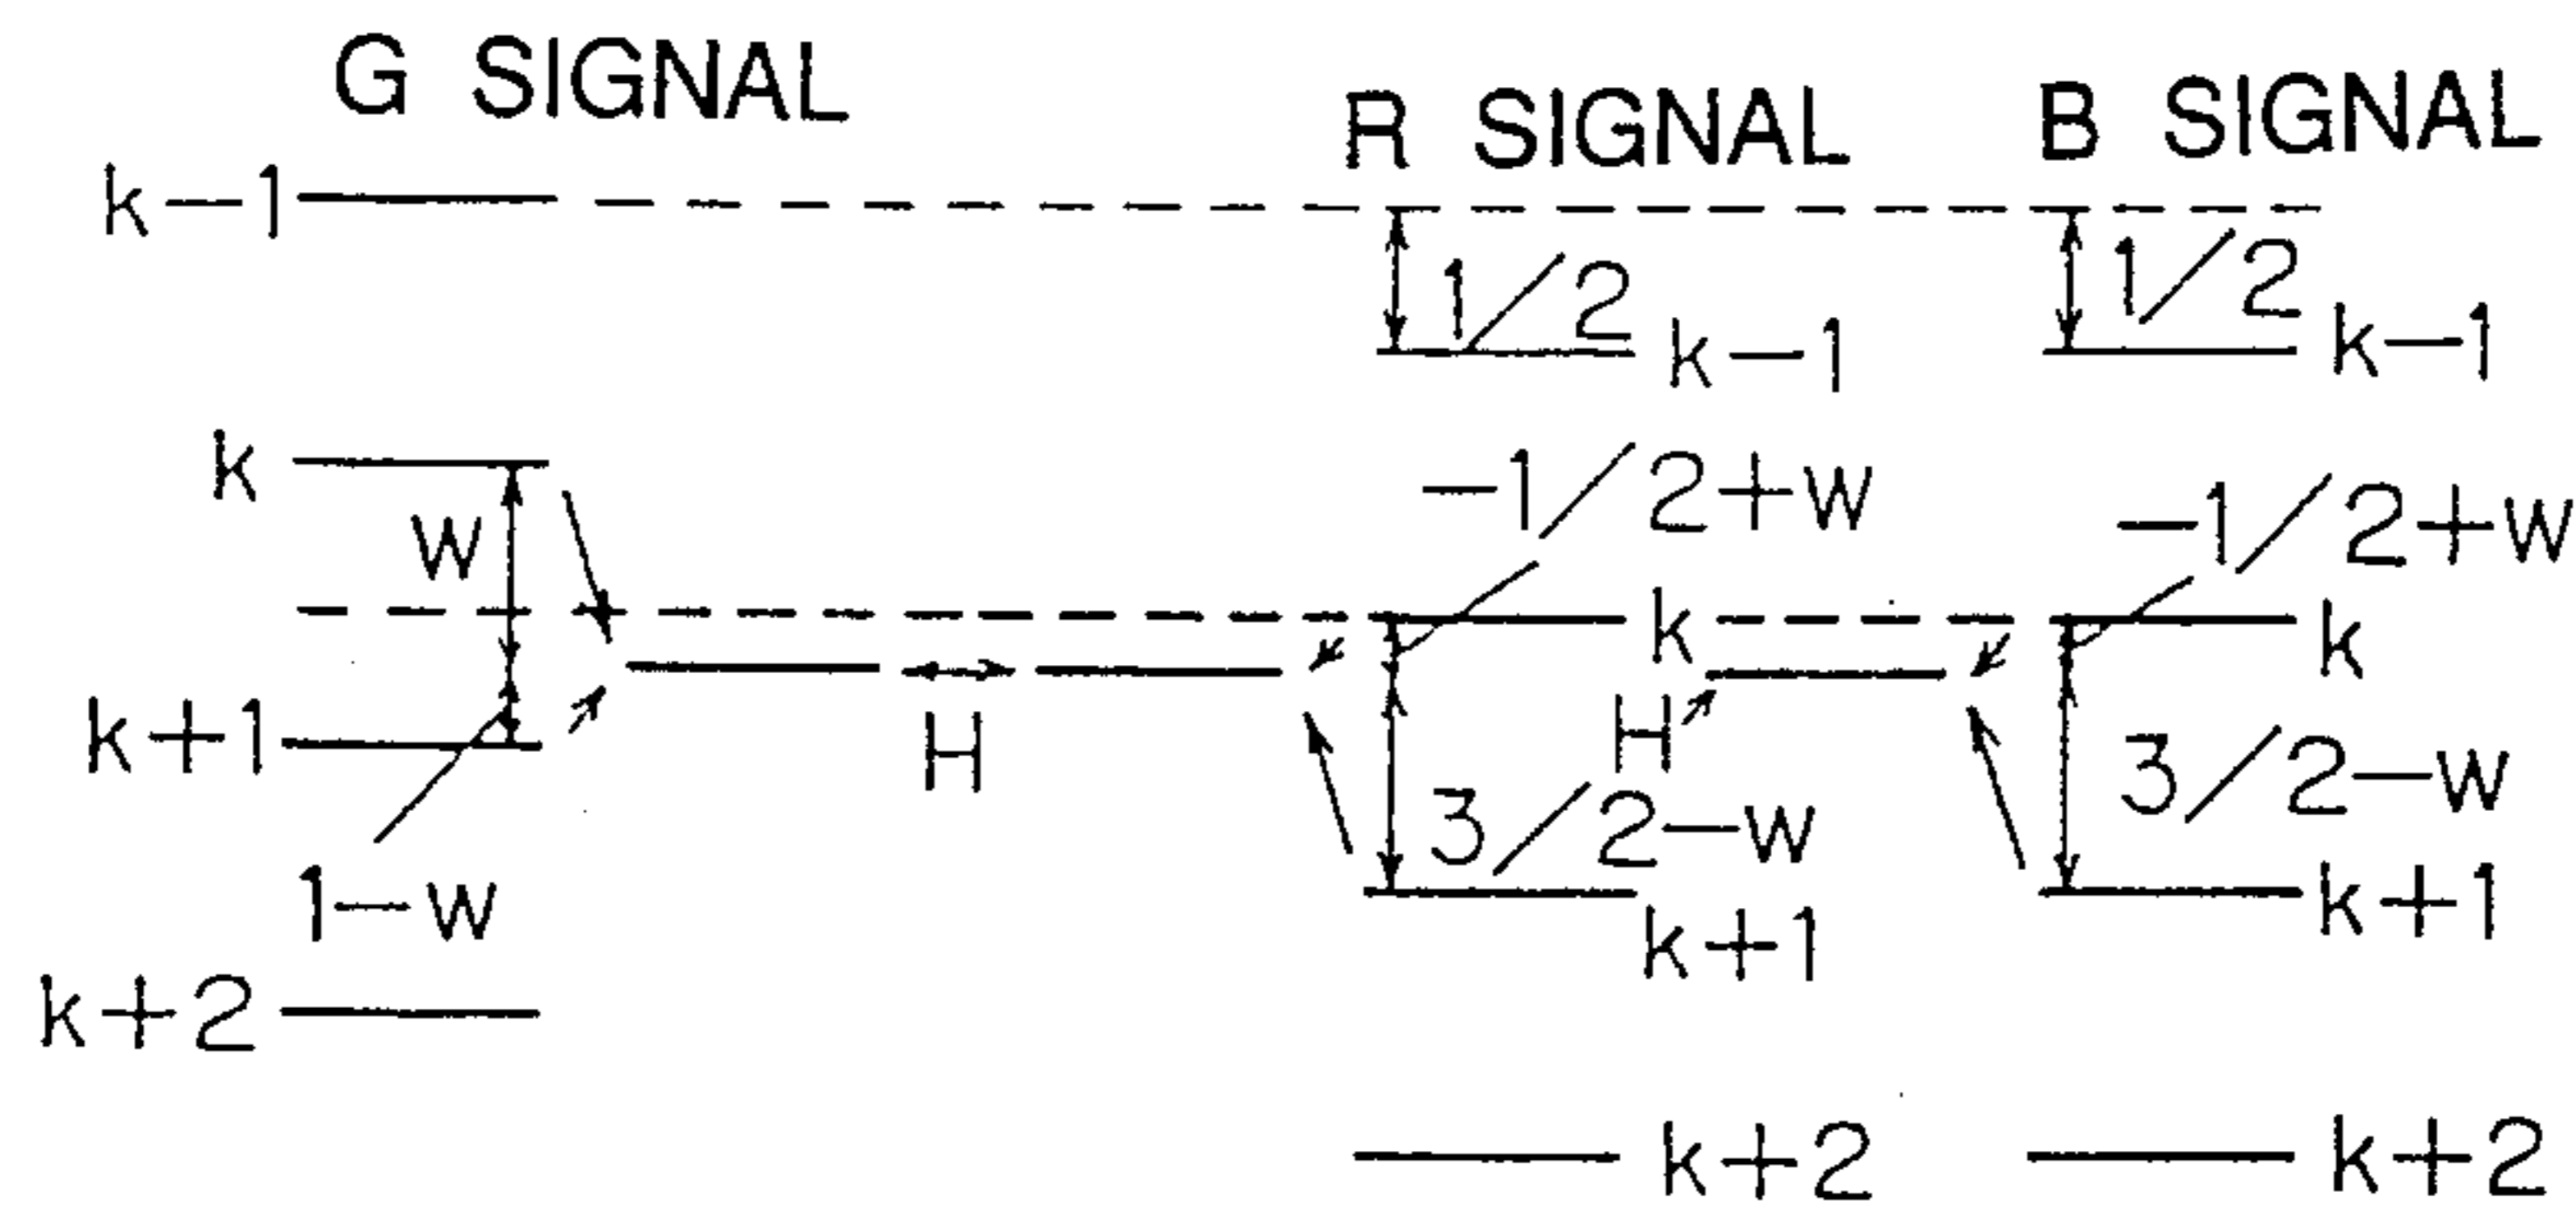 G SIGNAL
R SIGNAL
B SIGNAL
k−1
1/2
1/2
k−1
k−1
k
W
−1/2+W
−1/2+W
k
k
k+1
H
H
3/2−W
3/2−W
1−W
k+1
k+1
k+2
k+2
k+2